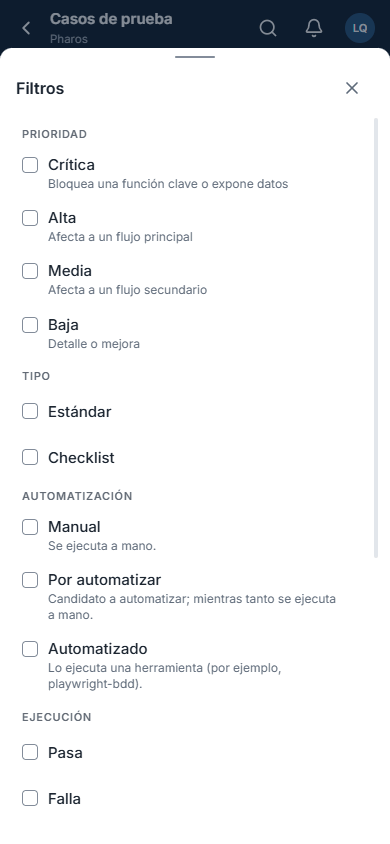 Casos de prueba
Pharos
LQ
Filtros
PRIORIDAD
Crítica
Bloquea una función clave o expone datos
Alta
Afecta a un flujo principal
Media
Afecta a un flujo secundario
Baja
Detalle o mejora
TIPO
Estándar
Checklist
AUTOMATIZACIÓN
Manual
Se ejecuta a mano.
Por automatizar
Candidato a automatizar; mientras tanto se ejecuta
a mano.
Automatizado
Lo ejecuta una herramienta (por ejemplo,
playwright-bdd).
EJECUCIÓN
Pasa
Falla